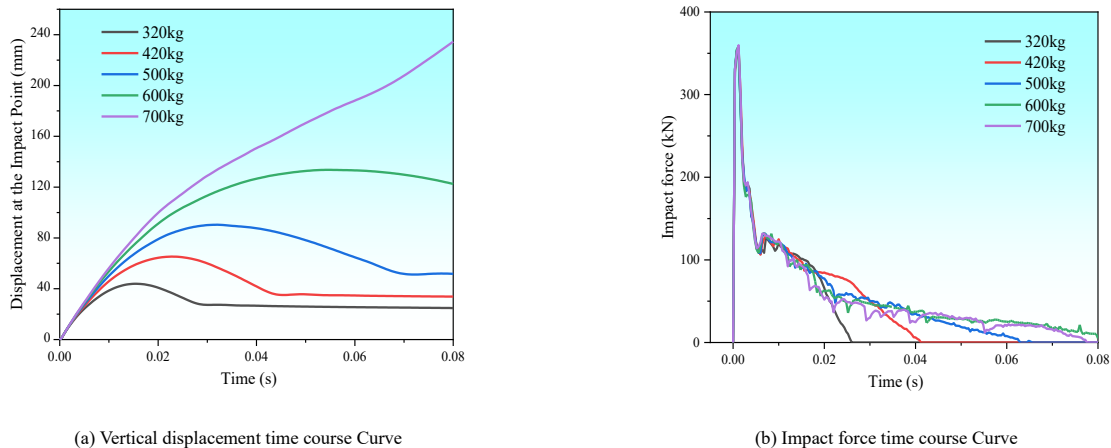 240
200
160
120
80
40
0
Displacement at the Impact Point (mm)
320kg
420kg
500kg
600kg
700kg
0.00 0.02 0.04 0.06 0.08
Time (s)
(a) Vertical displacement time course Curve
400
300
200
100
0
Impact force (kN)
320kg
420kg
500kg
600kg
700kg
0.00 0.02 0.04 0.06 0.08
Time (s)
(b) Impact force time course Curve